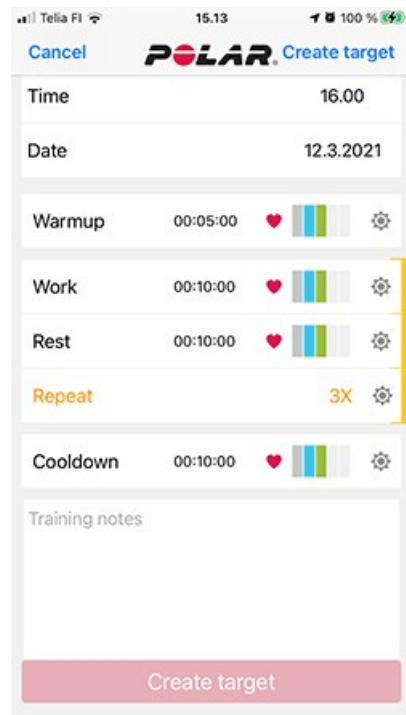 Telia FI 15.13 100 %
Cancel POLAR. Create target
Time 16.00
Date 12.3.2021
Warmup 00:05:00
Work 00:10:00
Rest 00:10:00
Repeat 3X
Cooldown 00:10:00
Training notes
Create target